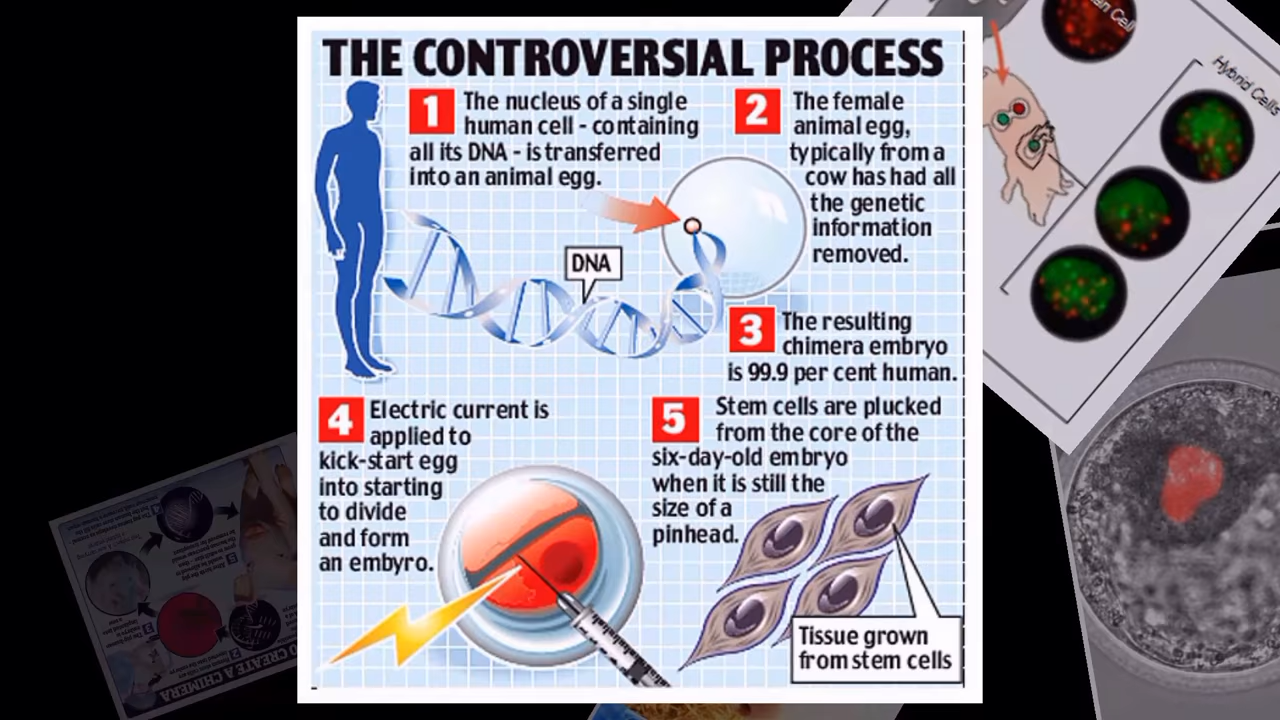 THE CONTROVERSIAL PROCESS
1 The nucleus of a single
human cell - containing
all its DNA - is transferred
into an animal egg.
2 The female
animal egg,
typically from a
cow has had all
the genetic
information
removed.
DNA
3 The resulting
chimera embryo
is 99.9 per cent human.
4 Electric current is
applied to
kick-start egg
into starting
to divide
and form
an embyro.
5 Stem cells are plucked
from the core of the
six-day-old embryo
when it is still the
size of a
pinhead.
Tissue grown
from stem cells
Cell
Hybrid Cells
CREATE A CHIMERA